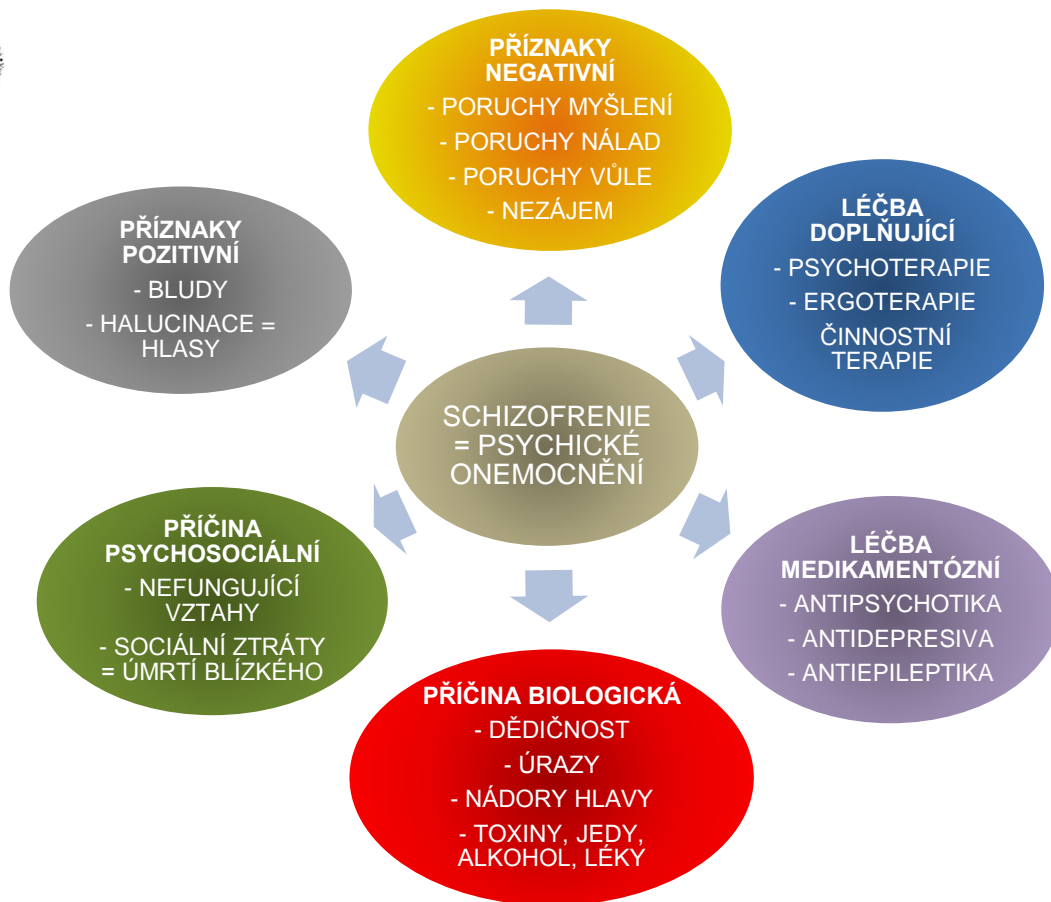 PŘÍZNAKY
NEGATIVNÍ
- PORUCHY MYŠLENÍ
- PORUCHY NÁLAD
- PORUCHY VŮLE
- NEZÁJEM
LÉČBA
DOPLŇUJÍCÍ
- PSYCHOTERAPIE
- ERGOTERAPIE
ČINNOSTNÍ
TERAPIE
PŘÍZNAKY
POZITIVNÍ
- BLUDY
- HALUCINACE =
HLASY
SCHIZOFRENIE
= PSYCHICKÉ
ONEMOCNĚNÍ
PŘÍČINA
PSYCHOSOCIÁLNÍ
- NEFUNGUJÍCÍ
VZTAHY
- SOCIÁLNÍ ZTRÁTY
= ÚMRTÍ BLÍZKÉHO
LÉČBA
MEDIKAMENTÓZNÍ
- ANTIPSYCHOTIKA
- ANTIDEPRESIVA
- ANTIEPILEPTIKA
PŘÍČINA BIOLOGICKÁ
- DĚDIČNOST
- ÚRAZY
- NÁDORY HLAVY
- TOXINY, JEDY,
ALKOHOL, LÉKY